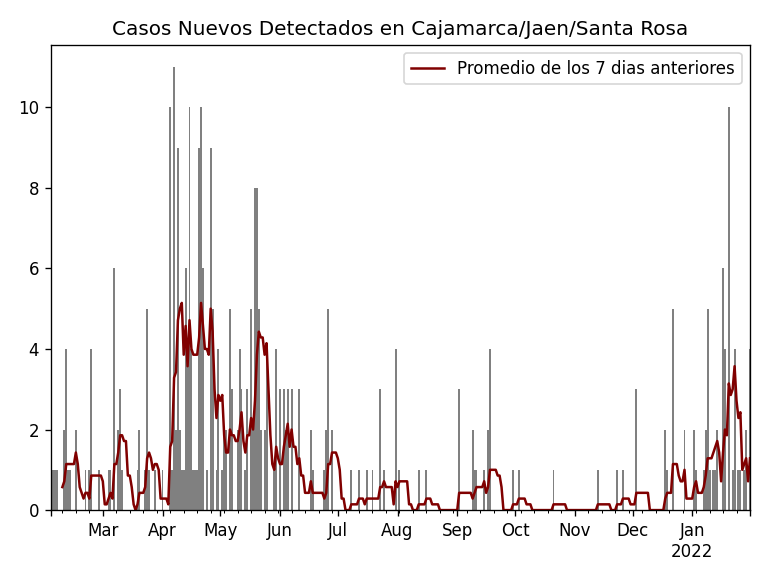 Casos Nuevos Detectados en Cajamarca/Jaen/Santa Rosa
Promedio de los 7 dias anteriores
10
8
6
4
2
0
Mar Apr May Jun Jul Aug Sep Oct Nov Dec Jan
2022